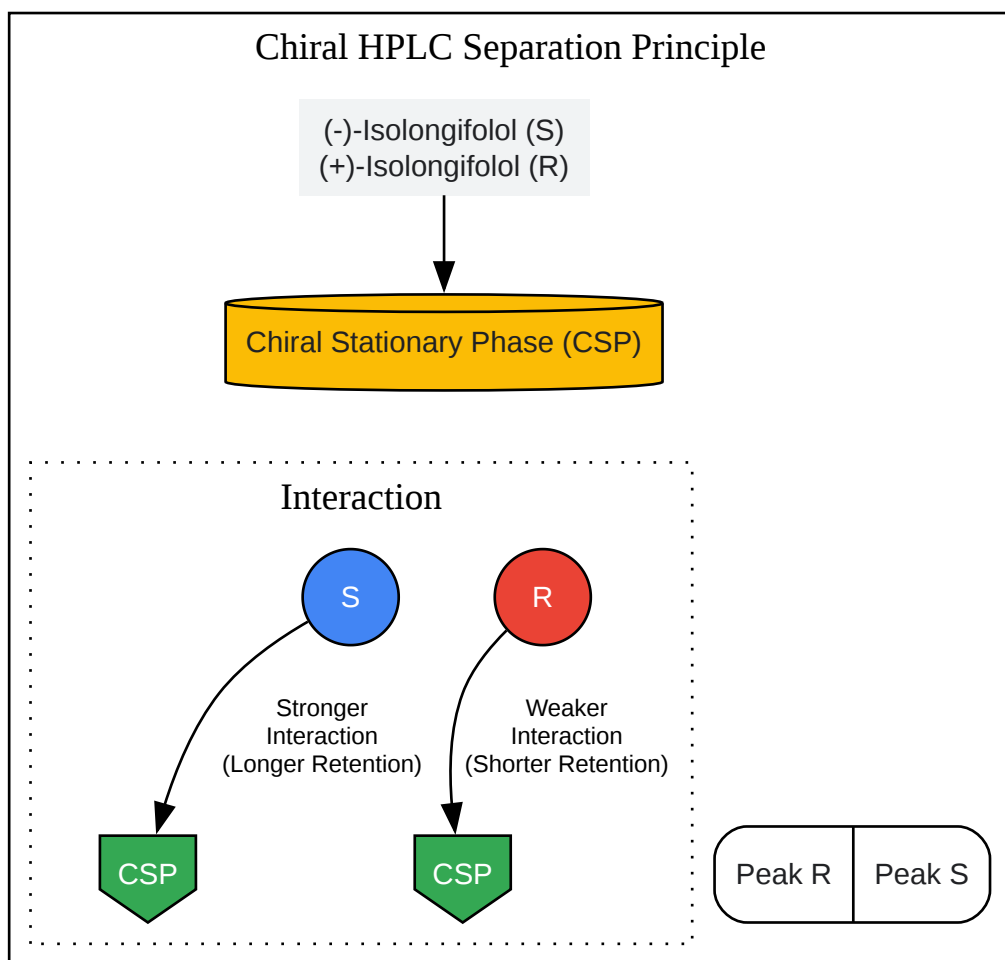 Chiral HPLC Separation Principle
(-)-Isolongifolol (S)
(+)-Isolongifolol (R)
Chiral Stationary Phase (CSP)
Interaction
S
R
Stronger
Interaction
(Longer Retention)
Weaker
Interaction
(Shorter Retention)
CSP
CSP
Peak R
Peak S